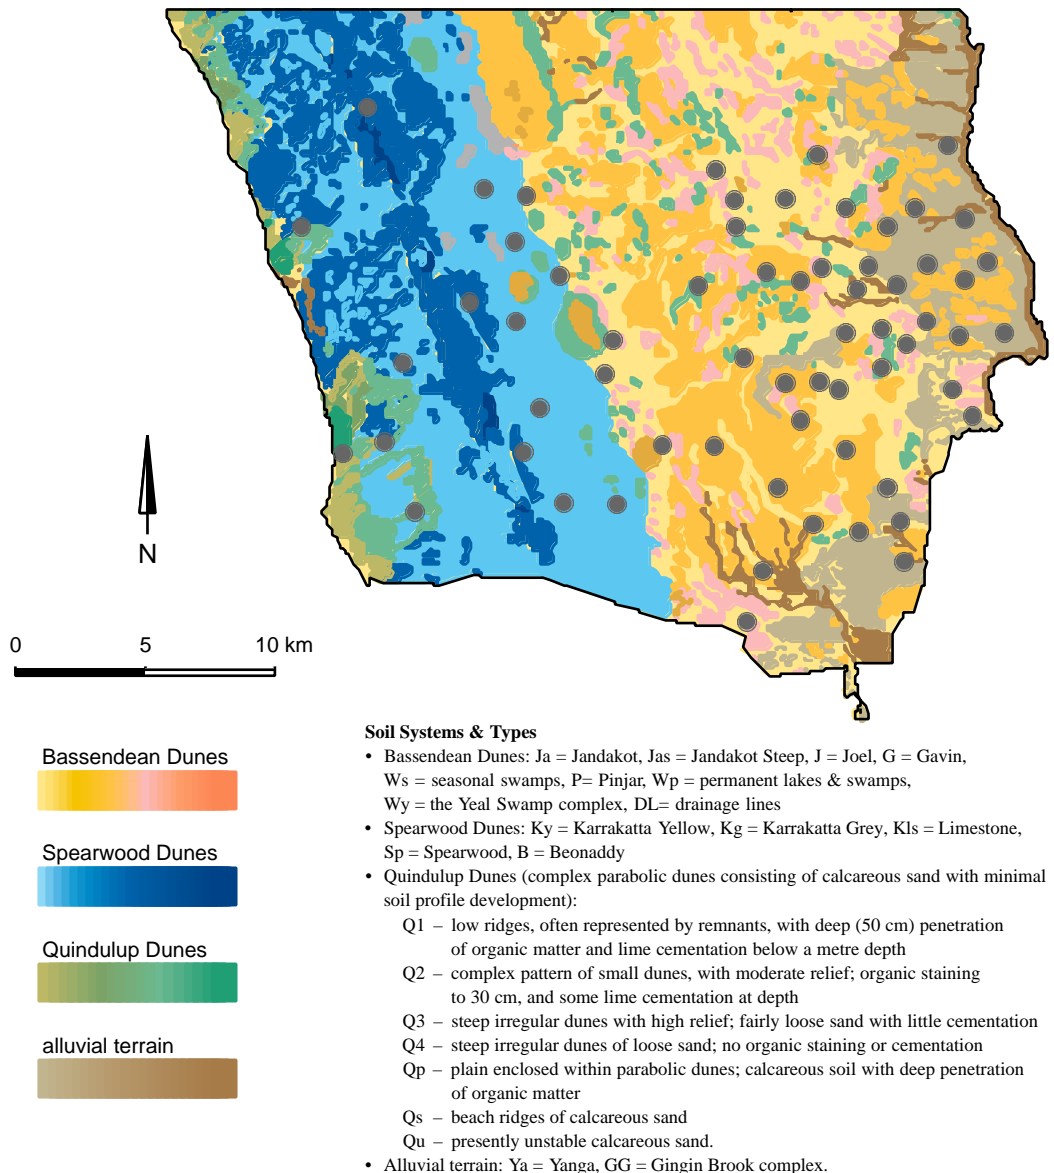 N
0 5 10 km
Bassendean Dunes
Spearwood Dunes
Quindulup Dunes
alluvial terrain
Soil Systems & Types
• Bassendean Dunes: Ja = Jandakot, Jas = Jandakot Steep, J = Joel, G = Gavin,
Ws = seasonal swamps, P= Pinjar, Wp = permanent lakes & swamps,
Wy = the Yeal Swamp complex, DL= drainage lines
• Spearwood Dunes: Ky = Karrakatta Yellow, Kg = Karrakatta Grey, Kls = Limestone,
Sp = Spearwood, B = Beonaddy
• Quindulup Dunes (complex parabolic dunes consisting of calcareous sand with minimal
soil profile development):
Q1 – low ridges, often represented by remnants, with deep (50 cm) penetration
of organic matter and lime cementation below a metre depth
Q2 – complex pattern of small dunes, with moderate relief; organic staining
to 30 cm, and some lime cementation at depth
Q3 – steep irregular dunes with high relief; fairly loose sand with little cementation
Q4 – steep irregular dunes of loose sand; no organic staining or cementation
Qp – plain enclosed within parabolic dunes; calcareous soil with deep penetration
of organic matter
Qs – beach ridges of calcareous sand
Qu – presently unstable calcareous sand.
• Alluvial terrain: Ya = Yanga, GG = Gingin Brook complex.